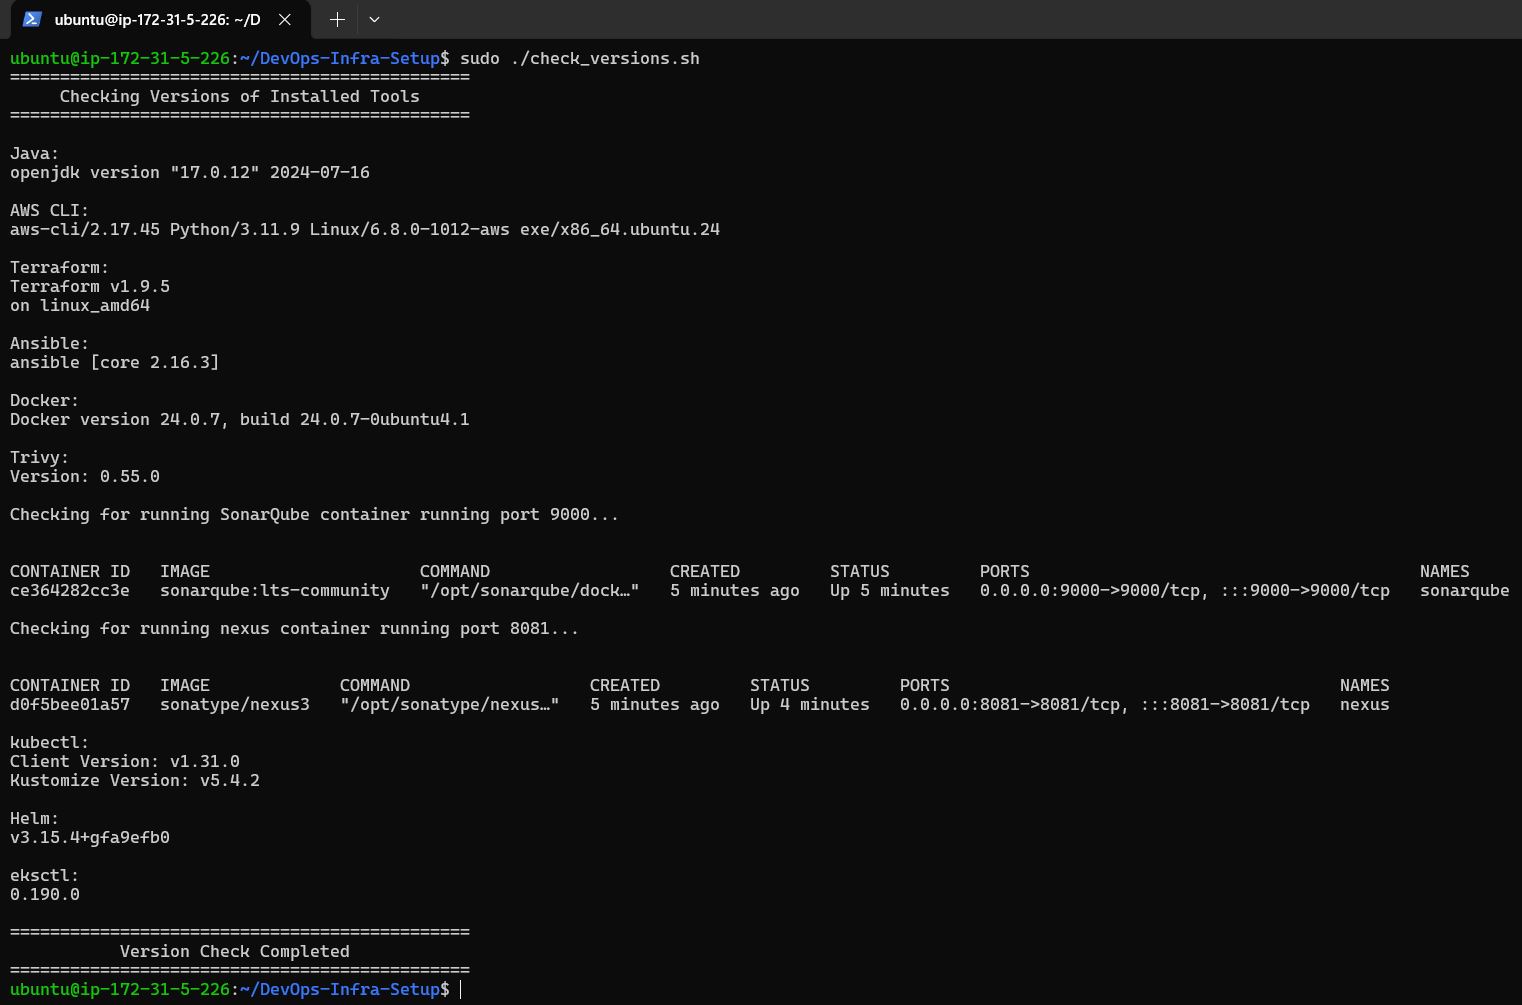 ubuntu@ip-172-31-5-226: ~/D
ubuntu@ip-172-31-5-226:~/DevOps-Infra-Setup$ sudo ./check_versions.sh
==============================================
     Checking Versions of Installed Tools
==============================================
Java:
openjdk version "17.0.12" 2024-07-16
AWS CLI:
aws-cli/2.17.45 Python/3.11.9 Linux/6.8.0-1012-aws exe/x86_64.ubuntu.24
Terraform:
Terraform v1.9.5
on linux_amd64
Ansible:
ansible [core 2.16.3]
Docker:
Docker version 24.0.7, build 24.0.7-0ubuntu4.1
Trivy:
Version: 0.55.0
Checking for running SonarQube container running port 9000...
CONTAINER ID   IMAGE                     COMMAND                  CREATED         STATUS         PORTS                                       NAMES
ce364282cc3e   sonarqube:lts-community   "/opt/sonarqube/dock…"   5 minutes ago   Up 5 minutes   0.0.0.0:9000->9000/tcp, :::9000->9000/tcp   sonarqube
Checking for running nexus container running port 8081...
CONTAINER ID   IMAGE             COMMAND                  CREATED         STATUS         PORTS                                       NAMES
d0f5bee01a57   sonatype/nexus3   "/opt/sonatype/nexus…"   5 minutes ago   Up 4 minutes   0.0.0.0:8081->8081/tcp, :::8081->8081/tcp   nexus
kubectl:
Client Version: v1.31.0
Kustomize Version: v5.4.2
Helm:
v3.15.4+gfa9efb0
eksctl:
0.190.0
==============================================
           Version Check Completed
==============================================
ubuntu@ip-172-31-5-226:~/DevOps-Infra-Setup$